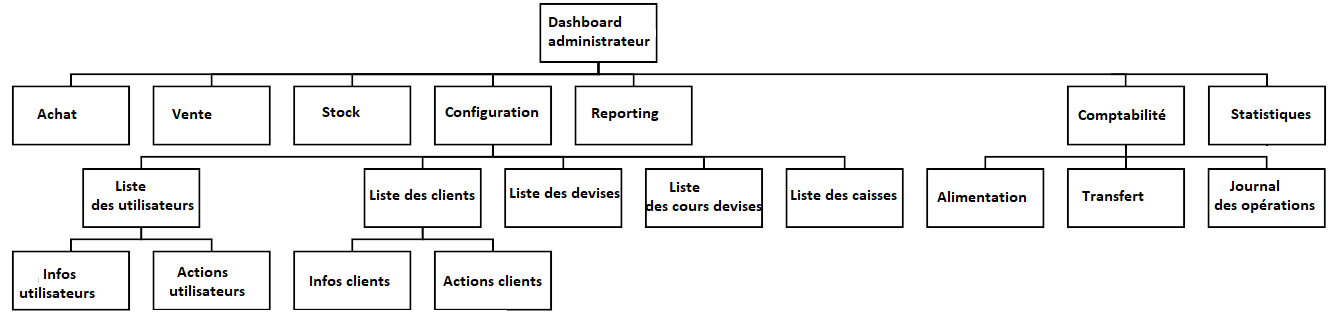 Dashboard
administrateur
Achat
Vente
Stock
Configuration
Reporting
Comptabilité
Statistiques
Liste
des utilisateurs
Liste des clients
Liste des devises
Liste
des cours devises
Liste des caisses
Alimentation
Transfert
Journal
des opérations
Infos
utilisateurs
Actions
utilisateurs
Infos clients
Actions clients